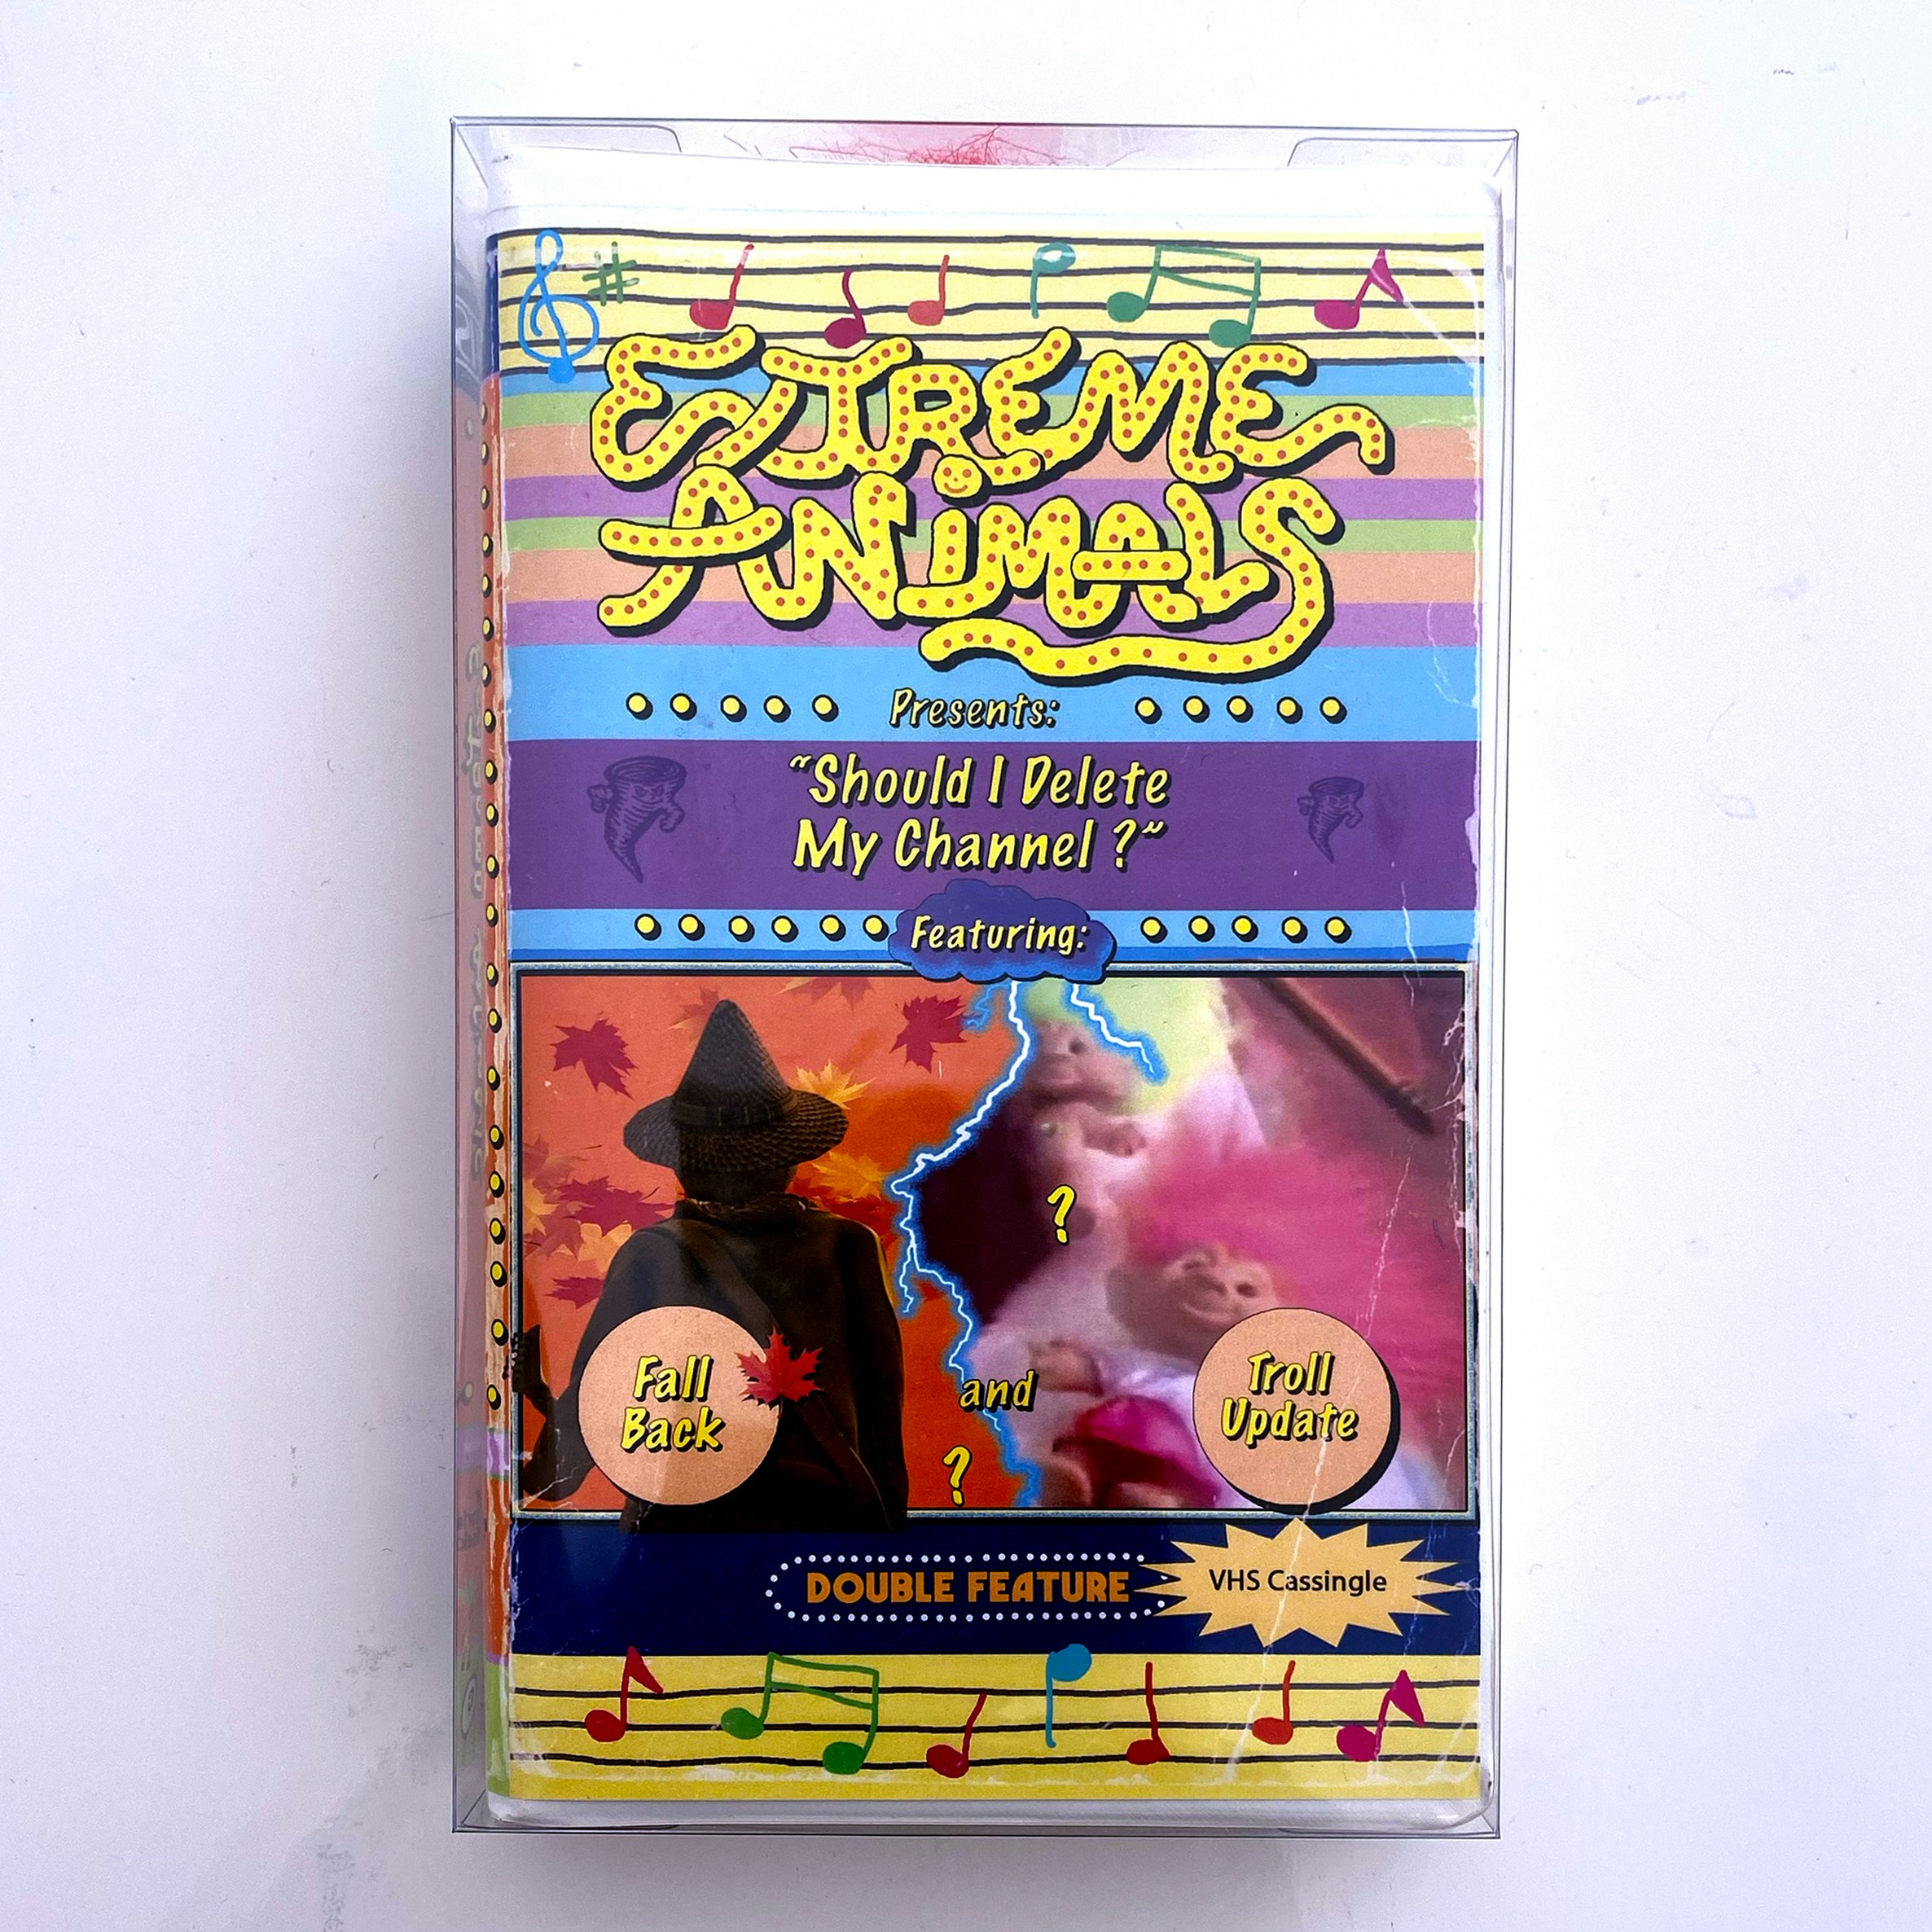 EXTREME
ANiMALS
Presents:
"Should I Delete
My Channel ?"
Featuring:
?
Fall
Back
and
Troll
Update
?
DOUBLE FEATURE
VHS Cassingle